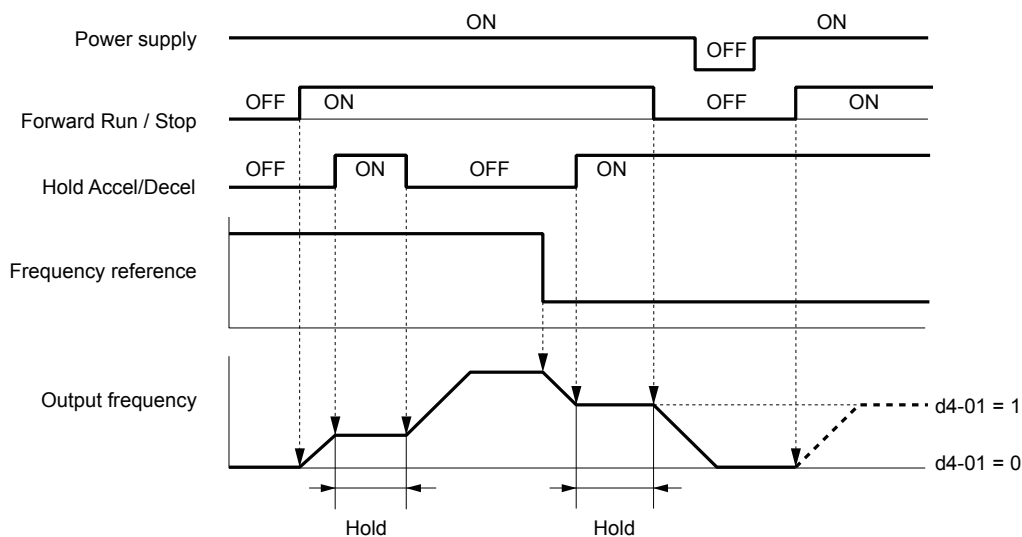 ON
ON
Power supply
OFF
OFF
ON
OFF
ON
Forward Run / Stop
OFF
ON
OFF
ON
Hold Accel/Decel
Frequency reference
Output frequency
d4-01 = 1
d4-01 = 0
Hold
Hold